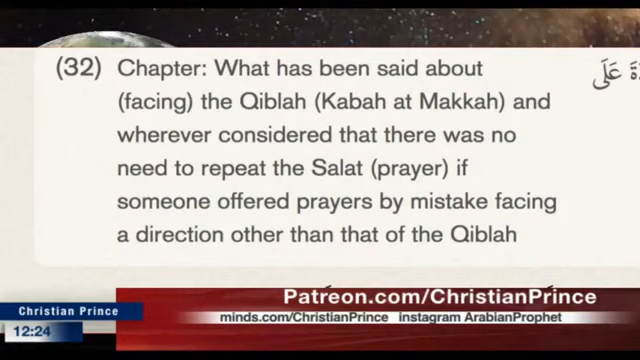 (32) Chapter: What has been said about
(facing) the Qiblah (Kabah at Makkah) and
wherever considered that there was no
need to repeat the Salat (prayer) if
someone offered prayers by mistake facing
a direction other than that of the Qiblah
Christian Prince
12:24
Patreon.com/ChristianPrince
minds.com/ChristianPrince instagram ArabianProphet